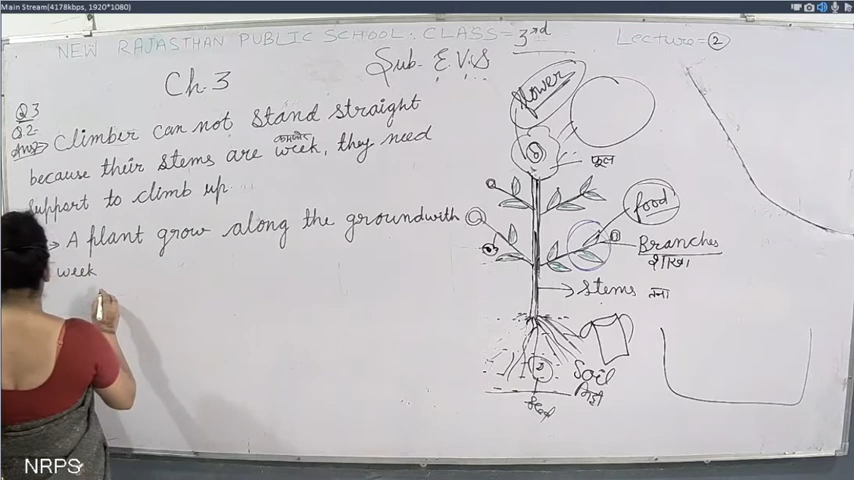 Main Stream(4178kbps, 1920*1080)
NEW RAJASTHAN PUBLIC SCHOOL: CLASS = 3rd
Lecture = 2
Sub- E.V.S
Ch.3
Q3
Q.2-
Ans⇒ Climber can not stand straight
because their stems are week, they need
कमजोर
support to climb up
→ A plant grow along the groundwith
week
flower
फूल
food
Branches
शाखा
Stems तना
Soil
मिट्टी
Seed
NRPS